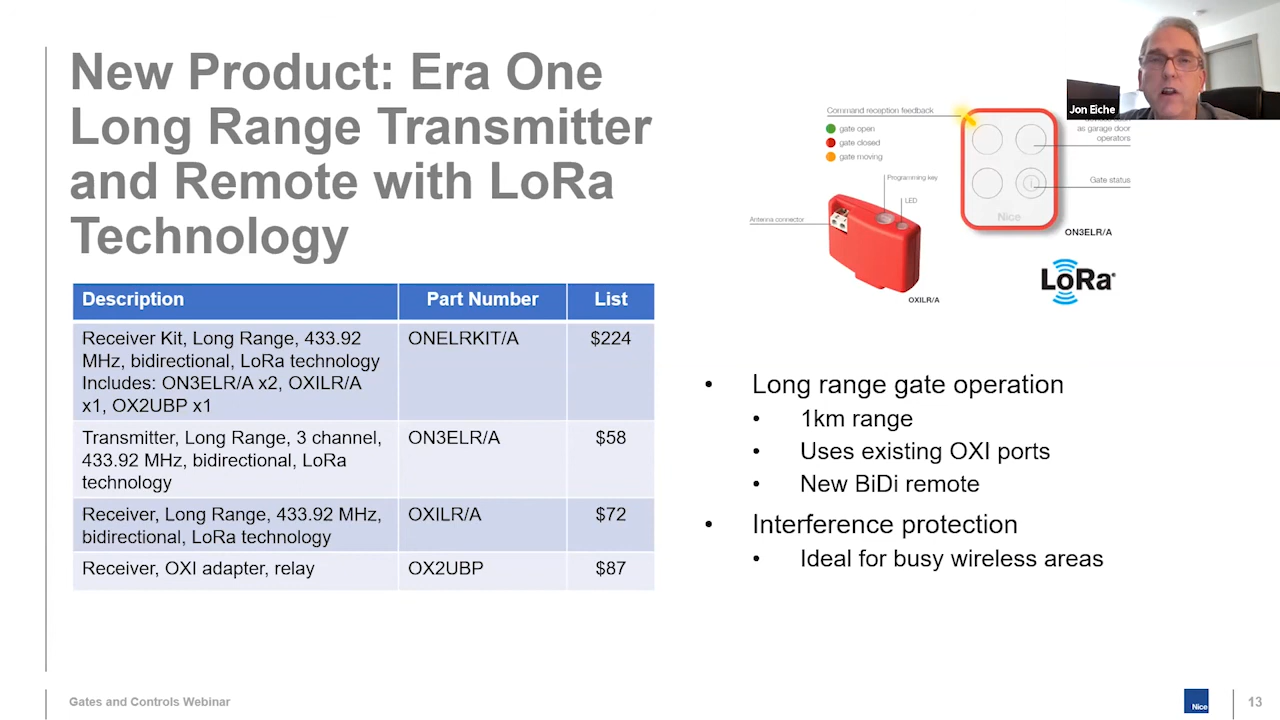 New Product: Era One
Long Range Transmitter
and Remote with LoRa
Technology
Description Part Number List
Receiver Kit, Long Range, 433.92
MHz, bidirectional, LoRa technology
Includes: ON3ELR/A x2, OXILR/A
x1, OX2UBP x1
ONELRKIT/A
$224
Transmitter, Long Range, 3 channel,
433.92 MHz, bidirectional, LoRa
technology
ON3ELR/A
$58
Receiver, Long Range, 433.92 MHz,
bidirectional, LoRa technology
OXILR/A
$72
Receiver, OXI adapter, relay
OX2UBP
$87
Command reception feedback
gate open
gate closed
gate moving
Programming key
LED
Antenna connector
OXILR/A
Jon Eiche
as garage door
operators
Gate status
Nice
ON3ELR/A
LoRa®
• Long range gate operation
• 1km range
• Uses existing OXI ports
• New BiDi remote
• Interference protection
• Ideal for busy wireless areas
Gates and Controls Webinar
Nice
13